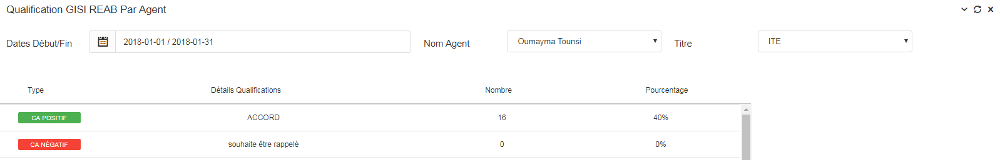 Qualification GISI REAB Par Agent
Dates Début/Fin 2018-01-01 / 2018-01-31 Nom Agent Oumayma Tounsi Titre ITE
Type Détails Qualifications Nombre Pourcentage
CA POSITIF ACCORD 16 40%
CA NÉGATIF souhaite être rappelé 0 0%